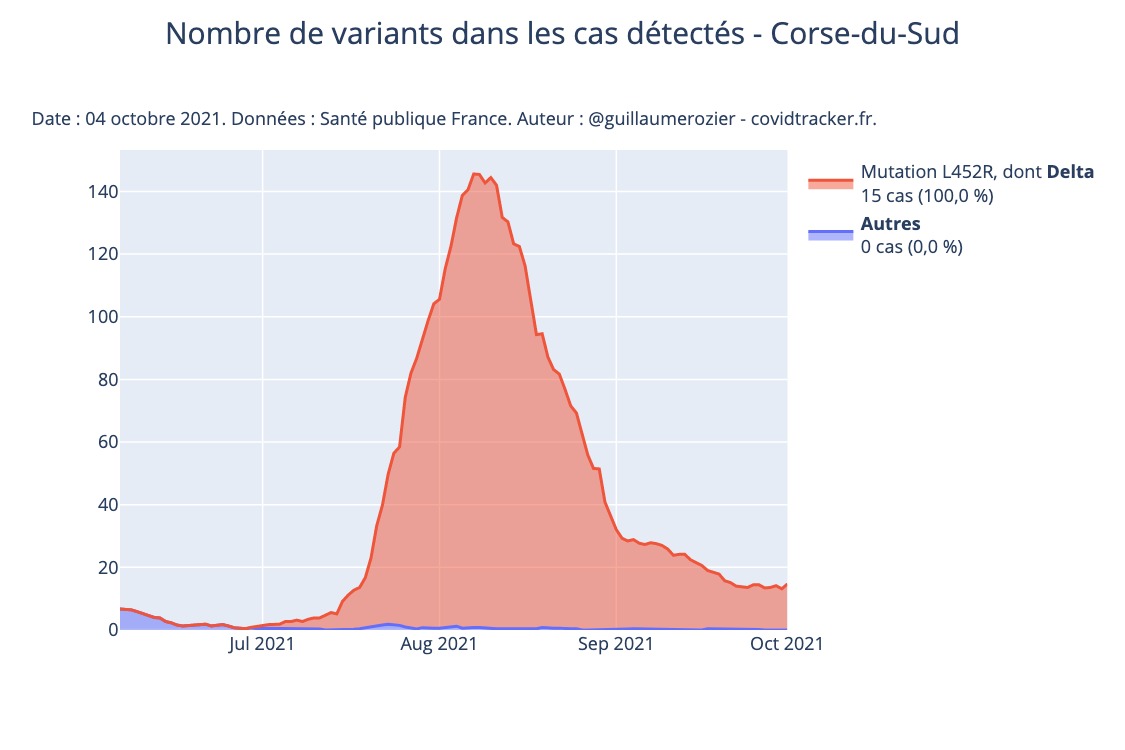 Nombre de variants dans les cas détectés - Corse-du-Sud
Date : 04 octobre 2021. Données : Santé publique France. Auteur : @guillaumerozier - covidtracker.fr.
140
120
100
80
60
40
20
0
Jul 2021
Aug 2021
Sep 2021
Oct 2021
Mutation L452R, dont Delta
15 cas (100,0 %)
Autres
0 cas (0,0 %)